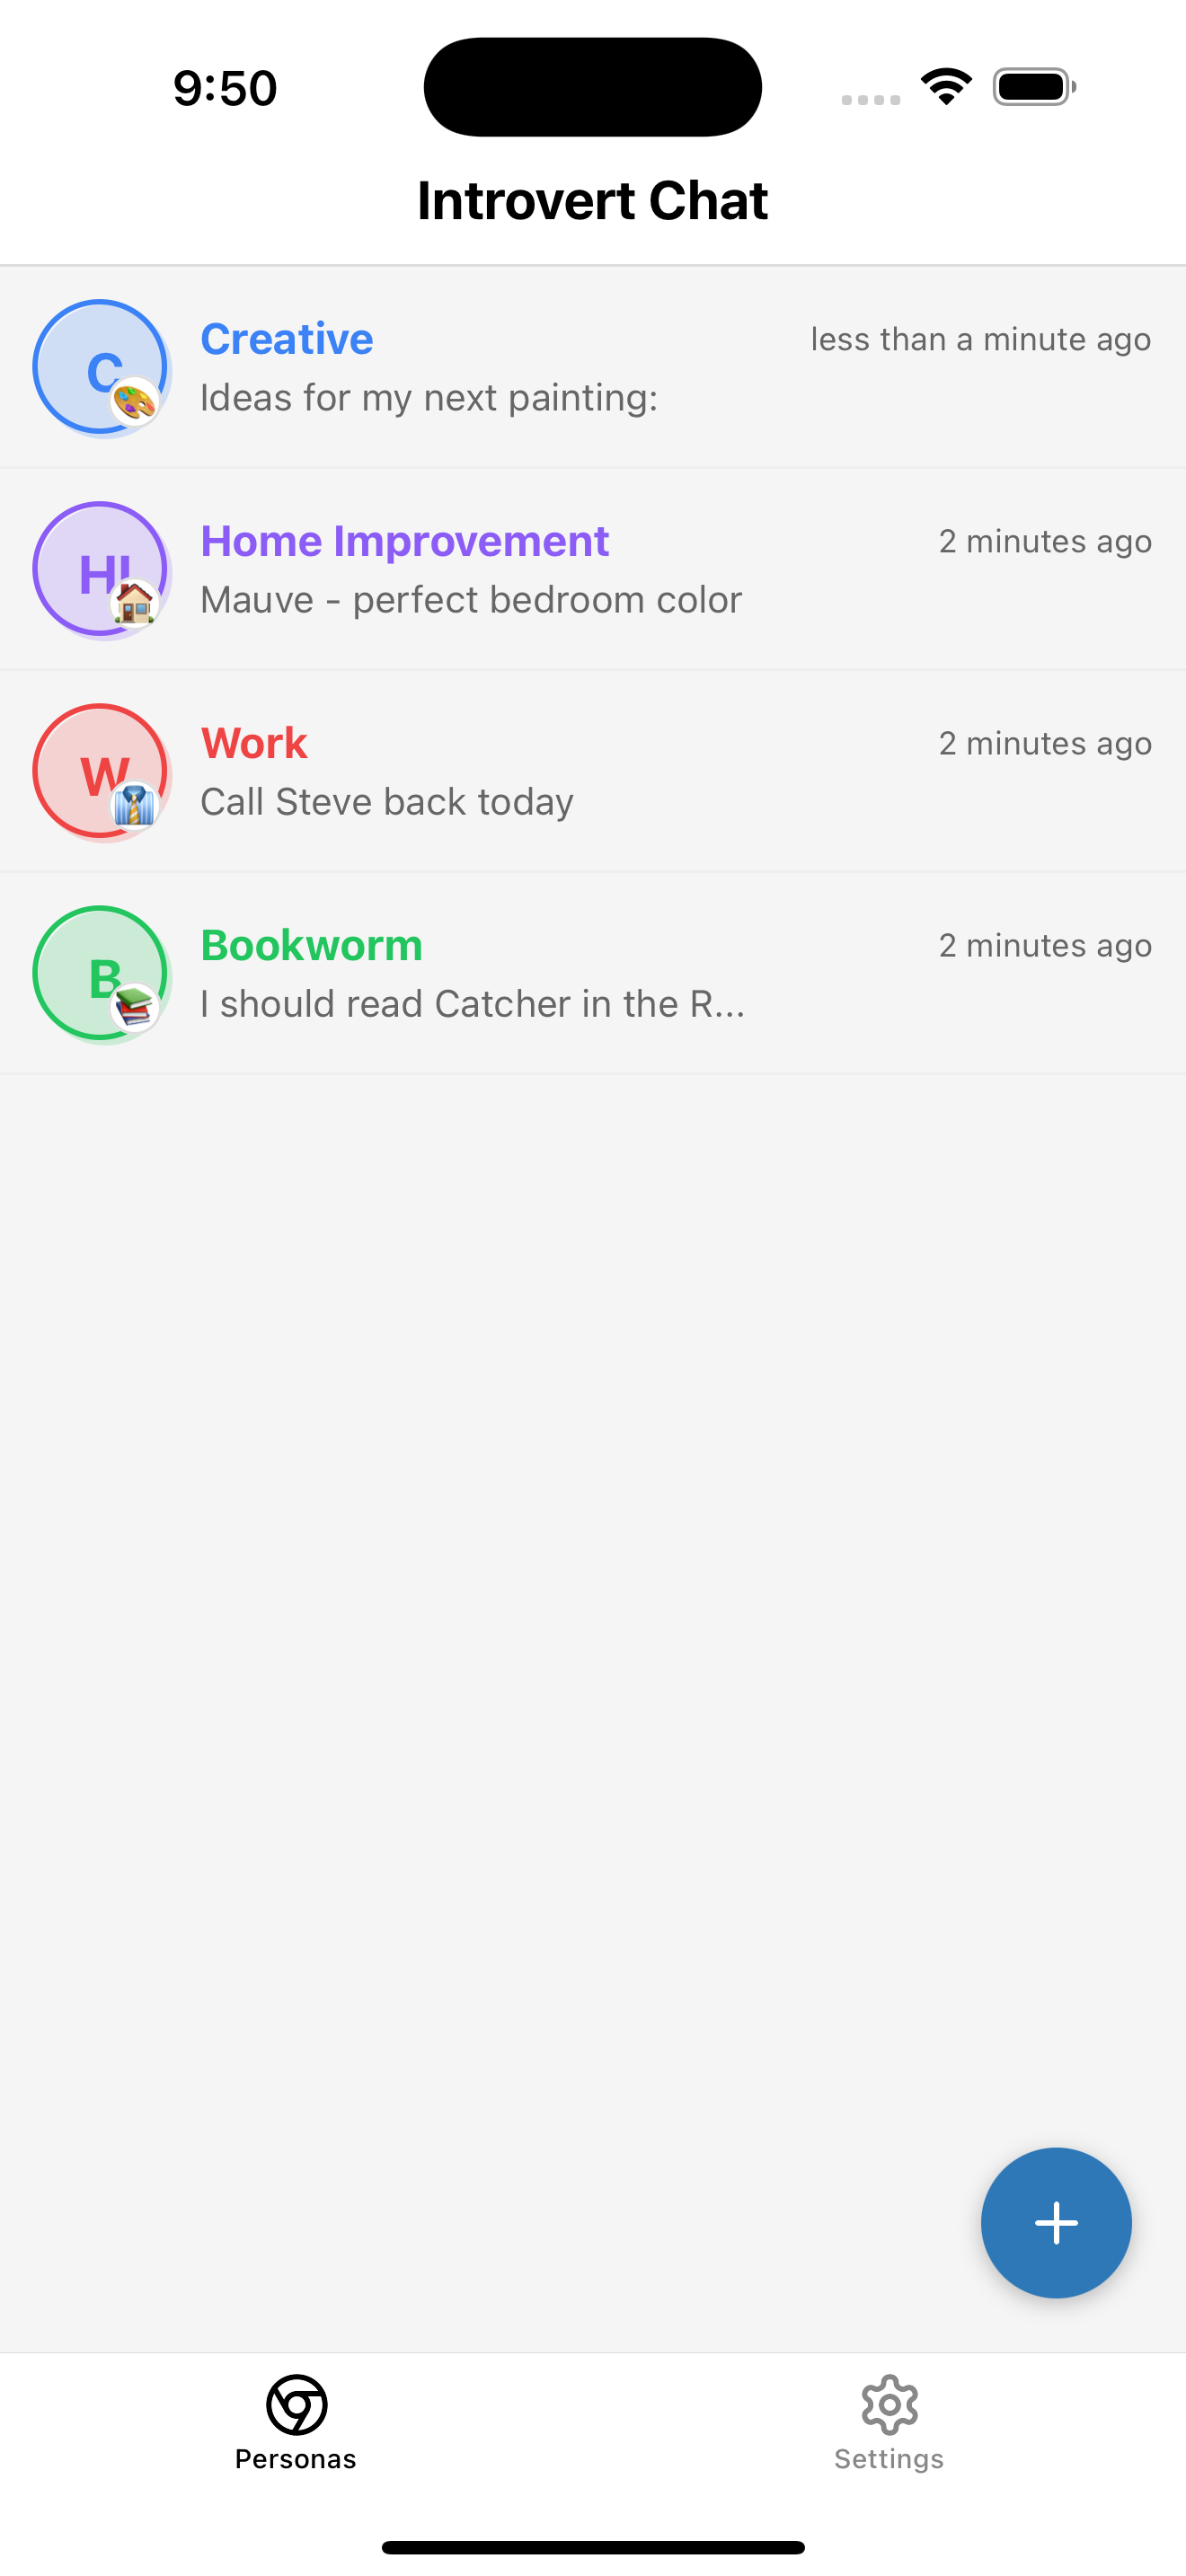 9:50
Introvert Chat
C
Creative
less than a minute ago
Ideas for my next painting:
HI
Home Improvement
2 minutes ago
Mauve - perfect bedroom color
W
Work
2 minutes ago
Call Steve back today
B
Bookworm
2 minutes ago
I should read Catcher in the R...
Personas
Settings